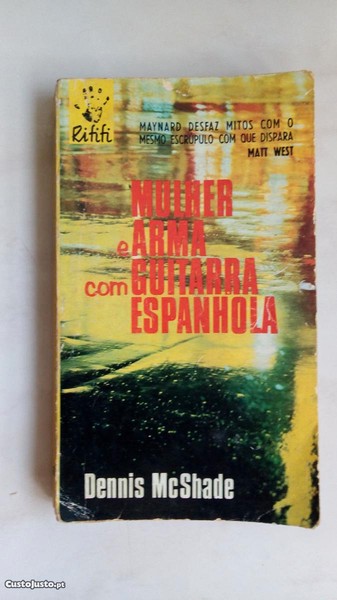 Rififi
MAYNARD DESFAZ MITOS COM O
MESMO ESCRÚPULO COM QUE DISPARA
MATT WEST
MULHER
e ARMA
com GUITARRA
ESPANHOLA
Dennis McShade
CustoJusto.pt